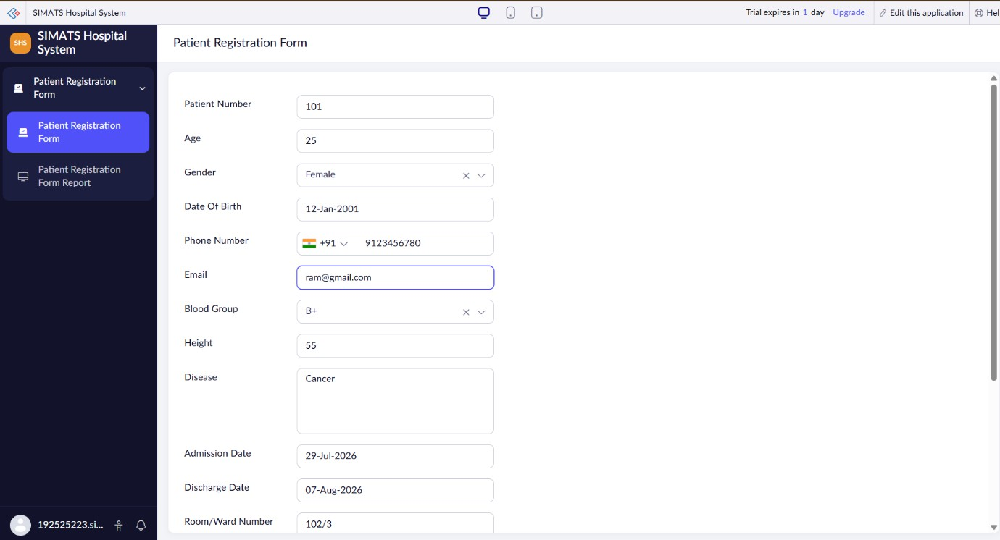 SIMATS Hospital System
Trial expires in 1 day Upgrade
Edit this application
Hel
SHS
SIMATS Hospital
System
Patient Registration
Form
Patient Registration
Form
Patient Registration
Form Report
192525223.si...
Patient Registration Form
Patient Number 101
Age 25
Gender Female
Date Of Birth 12-Jan-2001
Phone Number +91 9123456780
Email ram@gmail.com
Blood Group B+
Height 55
Disease Cancer
Admission Date 29-Jul-2026
Discharge Date 07-Aug-2026
Room/Ward Number 102/3